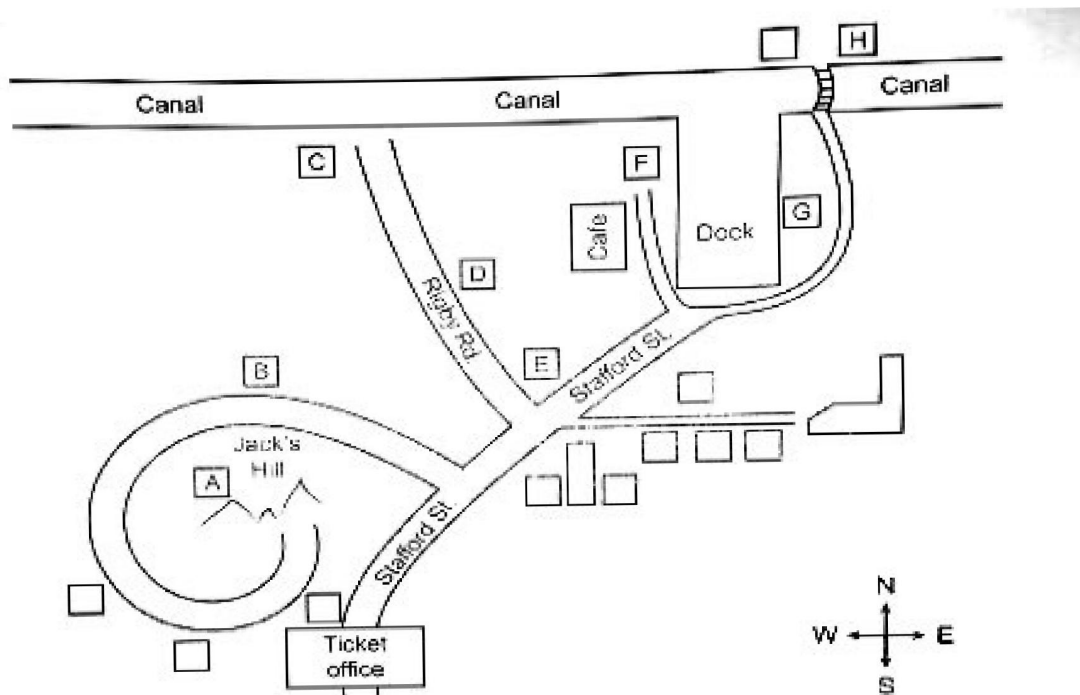 H
Canal
Canal
Canal
C
F
G
Cafe
Dock
D
Rigby Rd.
E
Stafford St.
B
Jack's
Hill
A
Stafford St.
N
W
E
S
Ticket
office